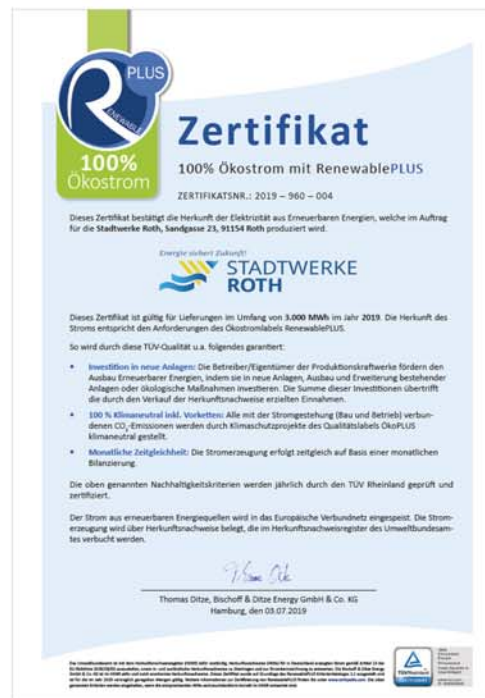 PLUS
RENEWABLE
100%
Ökostrom
Zertifikat
100% Ökostrom mit RenewablePLUS
ZERTIFIKATSNR.: 2019 – 960 – 004
Dieses Zertifikat bestätigt die Herkunft der Elektrizität aus Erneuerbaren Energien, welche im Auftrag
für die Stadtwerke Roth, Sandgasse 23, 91154 Roth produziert wird.
Energie sichert Zukunft!
STADTWERKE
ROTH
Dieses Zertifikat ist gültig für Lieferungen im Umfang von 3.000 MWh im Jahr 2019. Die Herkunft des
Stroms entspricht den Anforderungen des Ökostromlabels RenewablePLUS.
So wird durch diese TÜV-Qualität u.a. folgendes garantiert:
• Investition in neue Anlagen: Die Betreiber/Eigentümer der Produktionskraftwerke fördern den
Ausbau Erneuerbarer Energien, indem sie in neue Anlagen, Ausbau und Erweiterung bestehender
Anlagen oder ökologische Maßnahmen investieren. Die Summe dieser Investitionen übertrifft
die durch den Verkauf der Herkunftsnachweise erzielten Einnahmen.
• 100 % Klimaneutral inkl. Vorketten: Alle mit der Stromgestehung (Bau und Betrieb) verbun-
denen CO₂-Emissionen werden durch Klimaschutzprojekte des Qualitätslabels ÖkoPLUS
klimaneutral gestellt.
• Monatliche Zeitgleichheit: Die Stromerzeugung erfolgt zeitgleich auf Basis einer monatlichen
Bilanzierung.
Die oben genannten Nachhaltigkeitskriterien werden jährlich durch den TÜV Rheinland geprüft und
zertifiziert.
Der Strom aus erneuerbaren Energiequellen wird in das Europäische Verbundnetz eingespeist. Die Strom-
erzeugung wird über Herkunftsnachweise belegt, die im Herkunftsnachweisregister des Umweltbundesam-
tes verbucht werden.
Thomas Ditze, Bischoff & Ditze Energy GmbH & Co. KG
Hamburg, den 03.07.2019
TÜVRheinland